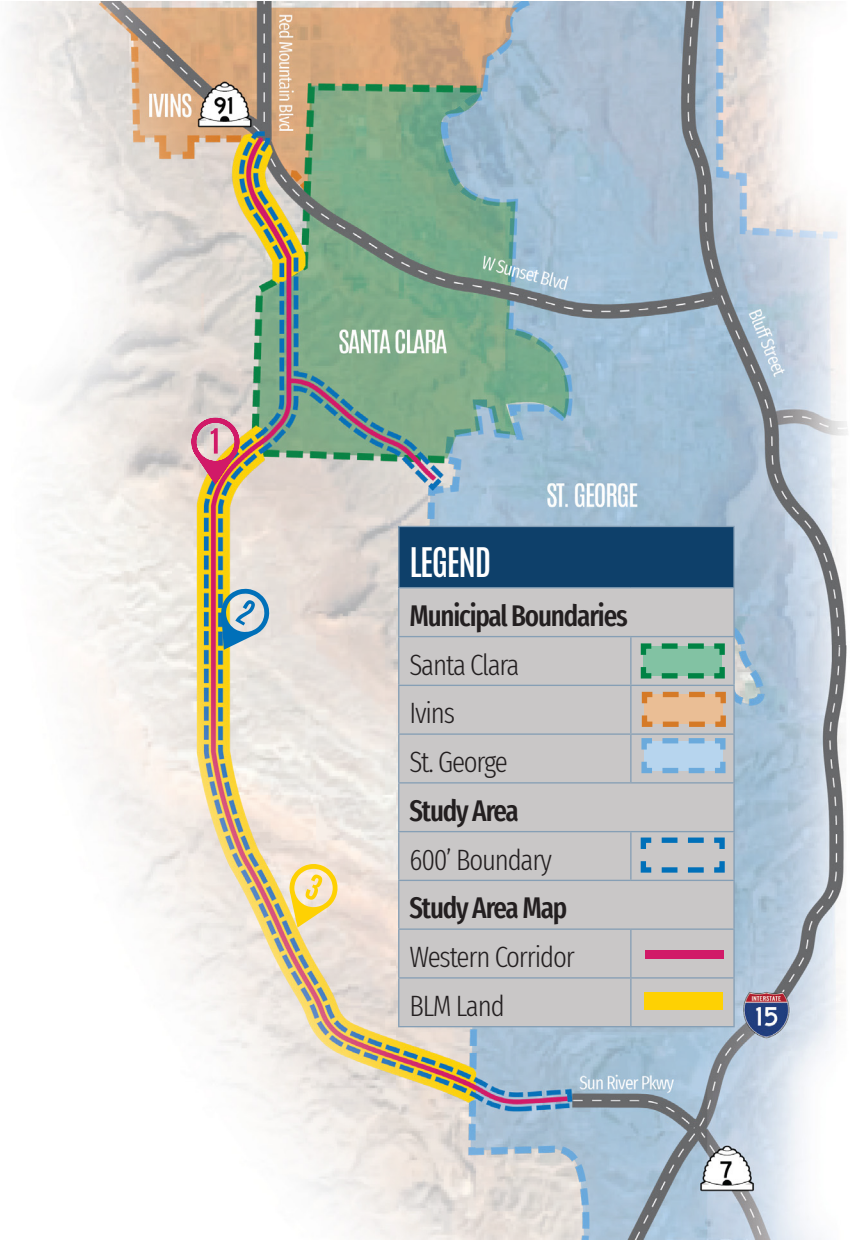 Red Mountain Blvd
IVINS
91
W Sunset Blvd
SANTA CLARA
Bluff Street
1
ST. GEORGE
LEGEND
Municipal Boundaries
Santa Clara
Ivins
St. George
Study Area
600’ Boundary
Study Area Map
Western Corridor
BLM Land
2
3
INTERSTATE
15
Sun River Pkwy
7